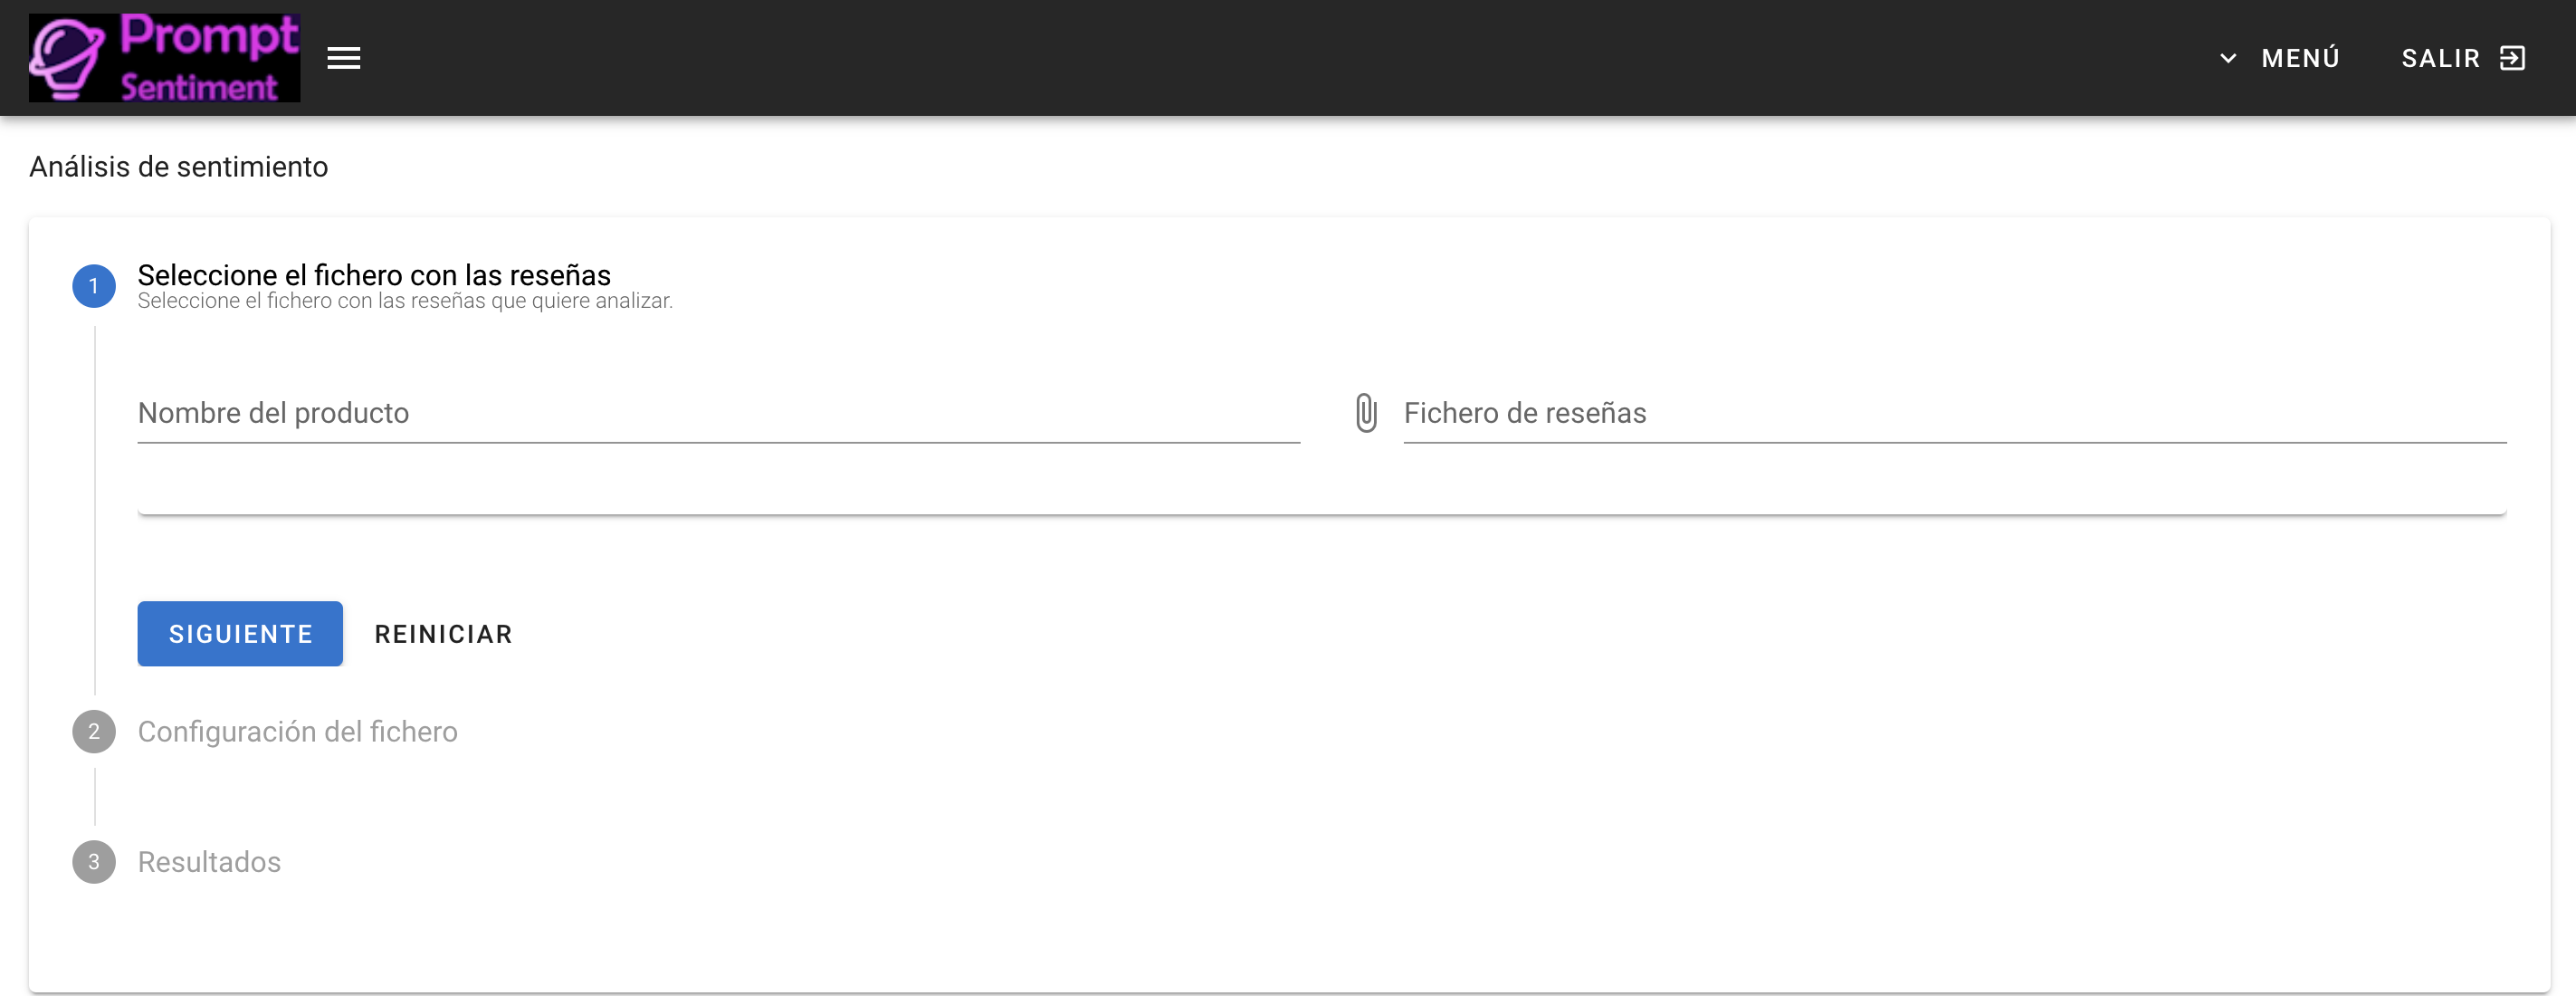 Prompt
Sentiment
MENÚ
SALIR
Análisis de sentimiento
1
Seleccione el fichero con las reseñas
Seleccione el fichero con las reseñas que quiere analizar.
Nombre del producto
Fichero de reseñas
SIGUIENTE
REINICIAR
2
Configuración del fichero
3
Resultados